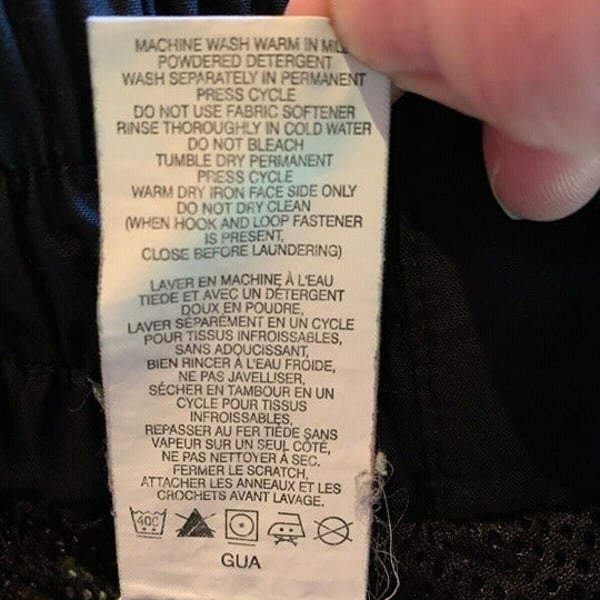 MACHINE WASH WARM IN
POWDERED DETERGENT
WASH SEPARATELY IN PERMANENT
PRESS CYCLE
DO NOT USE FABRIC SOFTENER
RINSE THOROUGHLY IN COLD WATER
DO NOT BLEACH
TUMBLE DRY PERMANENT
PRESS CYCLE
WARM DRY IRON FACE SIDE ONLY
DO NOT DRY CLEAN
(WHEN HOOK AND LOOP FASTENER
IS PRESENT,
CLOSE BEFORE LAUNDERING)
LAVER EN MACHINE À L'EAU
TIEDE ET AVEC UN DÉTERGENT
DOUX EN POUDRE,
LAVER SÉPARÉMENT EN UN CYCLE
POUR TISSUS INFROISSABLES,
SANS ADOUCISSANT,
BIEN RINCER À L'EAU FROIDE,
NE PAS JAVELLISER,
SÉCHER EN TAMBOUR EN UN
CYCLE POUR TISSUS
INFROISSABLES,
REPASSER AU FER TIÈDE SANS
VAPEUR SUR UN SEUL CÔTÉ,
NE PAS NETTOYER À SEC.
FERMER LE SCRATCH,
ATTACHER LES ANNEAUX ET LES
CROCHETS AVANT LAVAGE.
40C
GUA